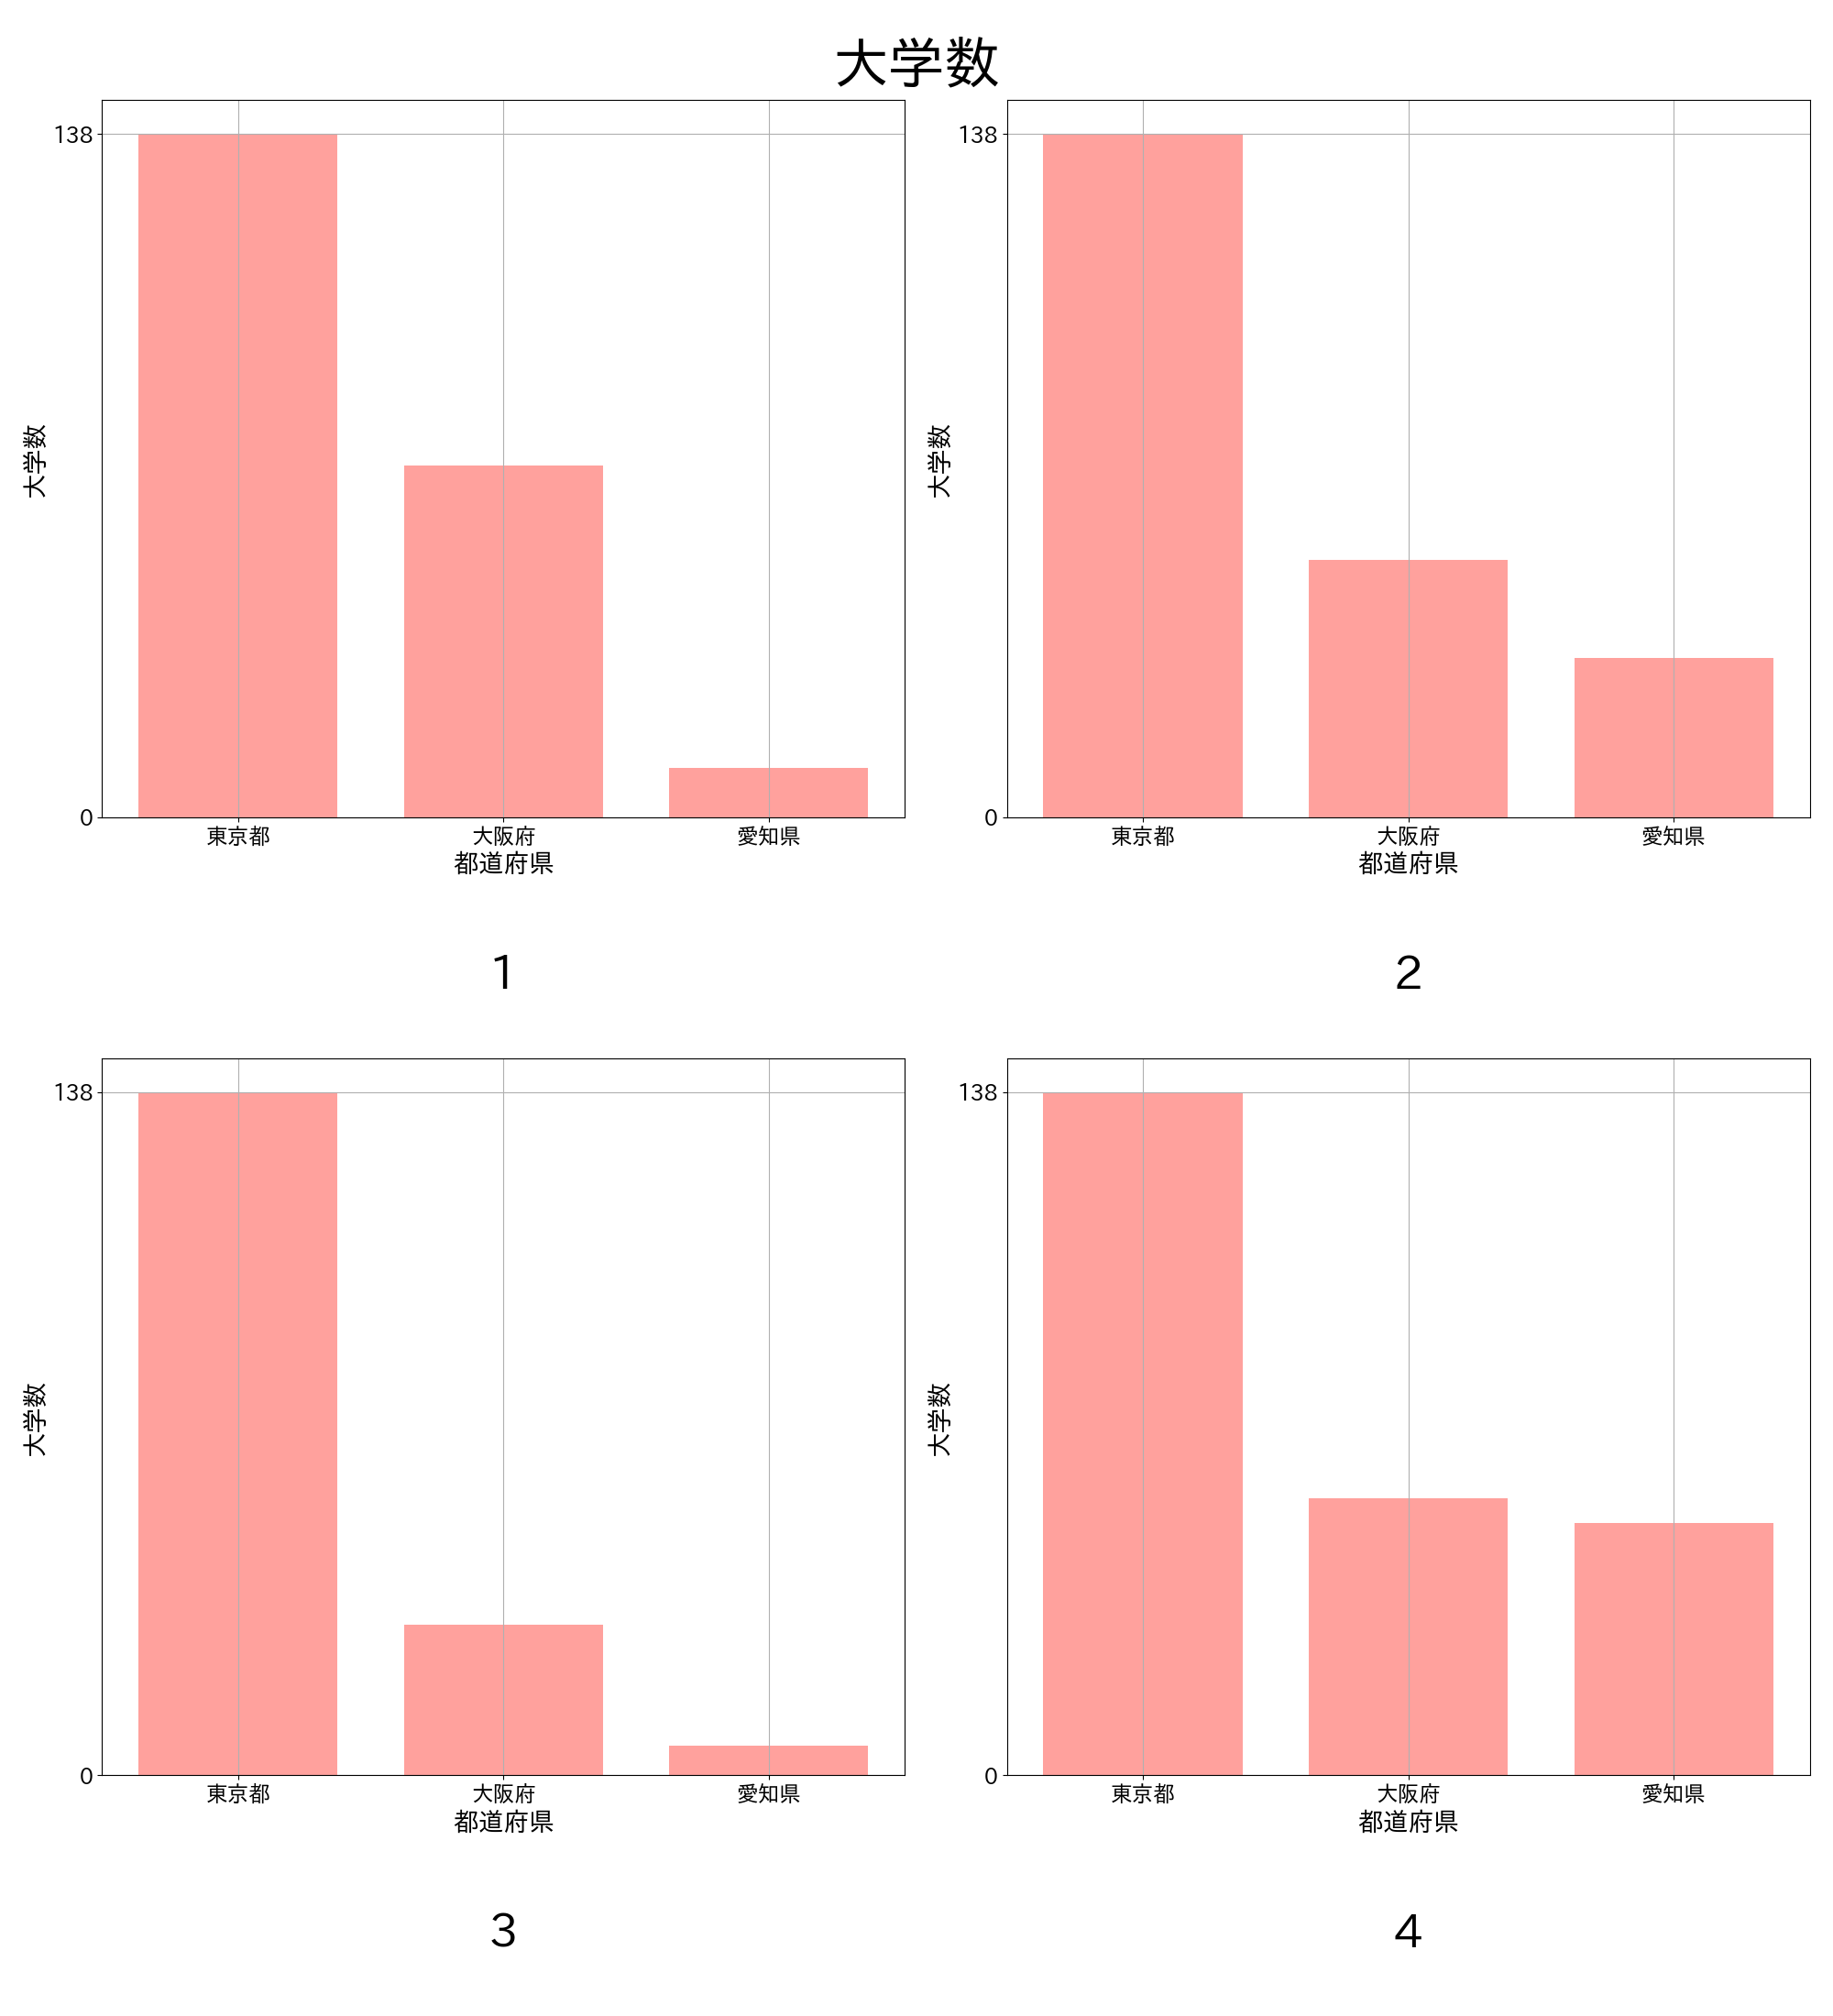 大学数
138
0
大学数
東京都 大阪府 愛知県
都道府県
1
138
0
大学数
東京都 大阪府 愛知県
都道府県
2
138
0
大学数
東京都 大阪府 愛知県
都道府県
3
138
0
大学数
東京都 大阪府 愛知県
都道府県
4